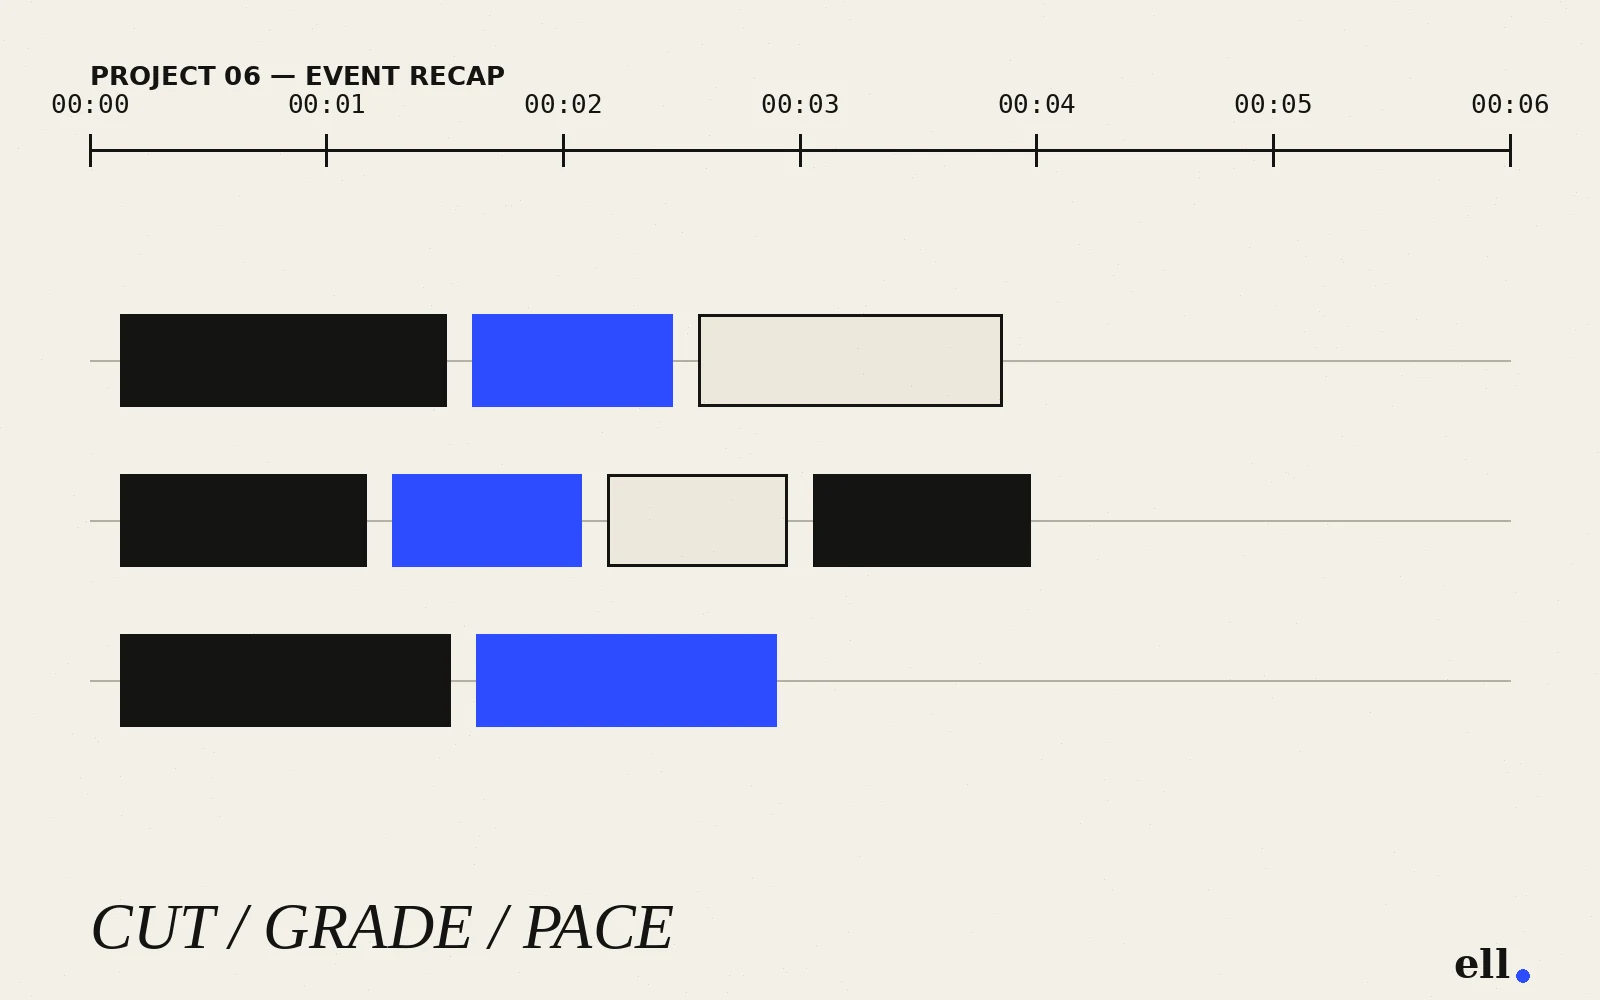 PROJECT 06 — EVENT RECAP
00:00 00:01 00:02 00:03 00:04 00:05 00:06
CUT / GRADE / PACE
ell.